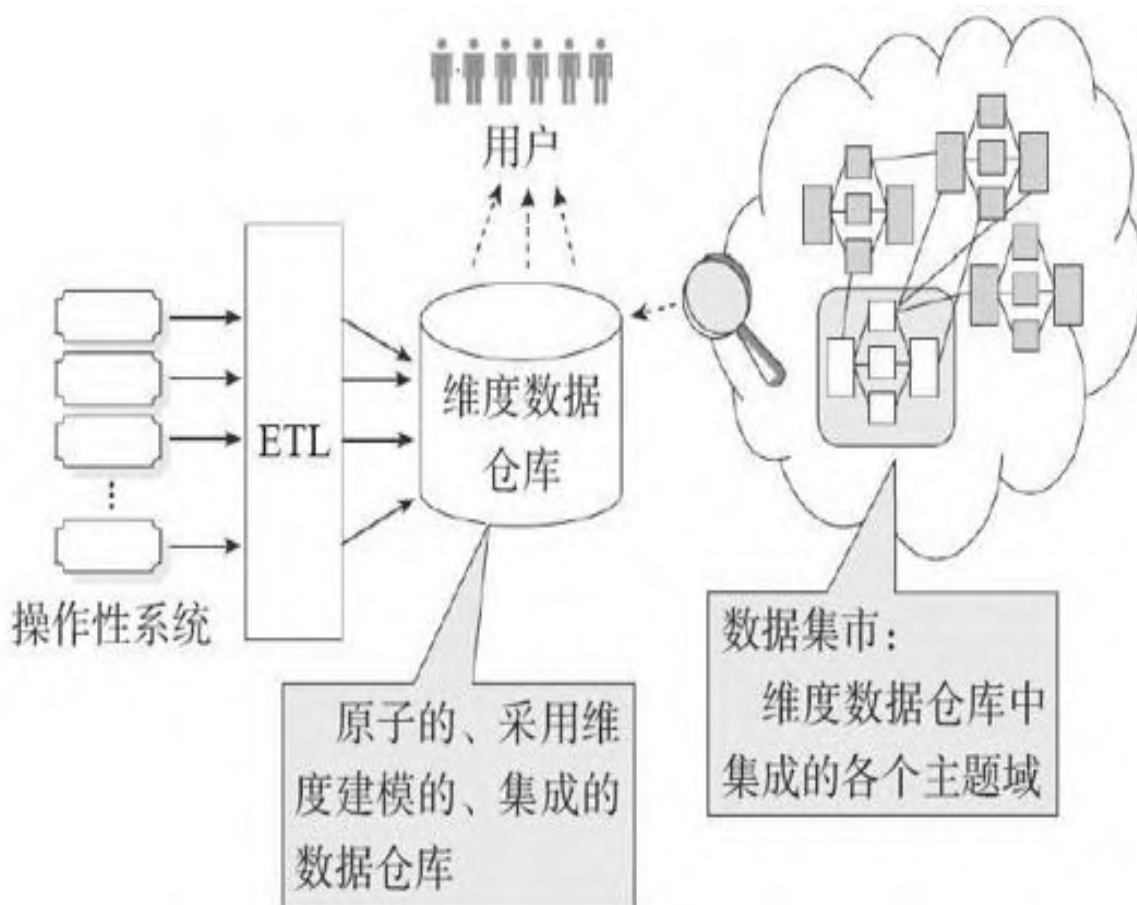 用户
ETL
维度数据
仓库
操作性系统
原子的、采用维
度建模的、集成的
数据仓库
数据集市：
维度数据仓库中
集成的各个主题域